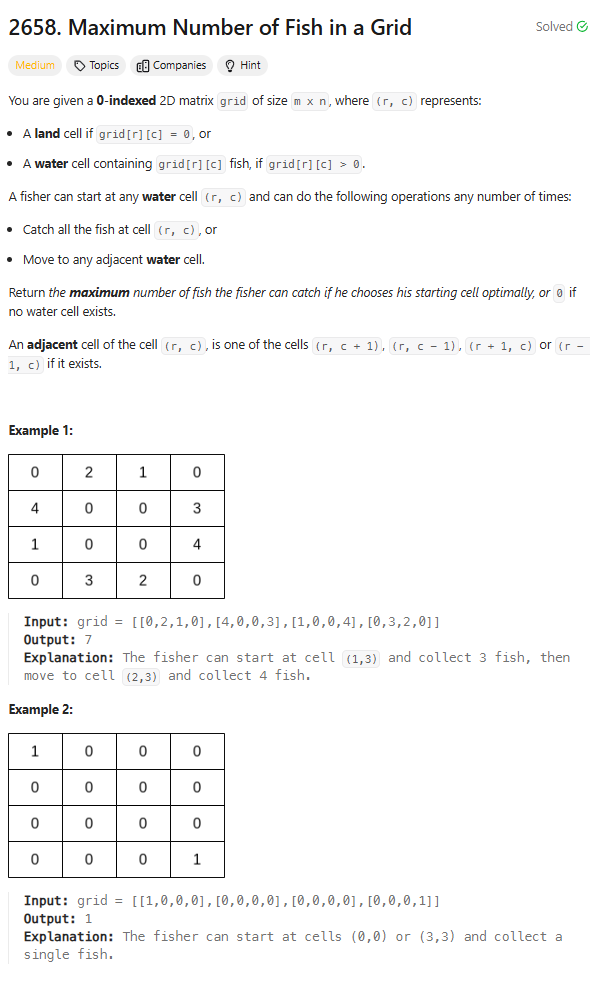 2658. Maximum Number of Fish in a Grid
Solved
Medium Topics Companies Hint
You are given a 0-indexed 2D matrix grid of size m x n, where (r, c) represents:
• A land cell if grid[r][c] = 0, or
• A water cell containing grid[r][c] fish, if grid[r][c] > 0.
A fisher can start at any water cell (r, c) and can do the following operations any number of times:
• Catch all the fish at cell (r, c), or
• Move to any adjacent water cell.
Return the maximum number of fish the fisher can catch if he chooses his starting cell optimally, or 0 if
no water cell exists.
An adjacent cell of the cell (r, c), is one of the cells (r, c + 1), (r, c - 1), (r + 1, c) or (r -
1, c) if it exists.
Example 1:
0 2 1 0
4 0 0 3
1 0 0 4
0 3 2 0
Input: grid = [[0,2,1,0],[4,0,0,3],[1,0,0,4],[0,3,2,0]]
Output: 7
Explanation: The fisher can start at cell (1,3) and collect 3 fish, then
move to cell (2,3) and collect 4 fish.
Example 2:
1 0 0 0
0 0 0 0
0 0 0 0
0 0 0 1
Input: grid = [[1,0,0,0],[0,0,0,0],[0,0,0,0],[0,0,0,1]]
Output: 1
Explanation: The fisher can start at cells (0,0) or (3,3) and collect a
single fish.